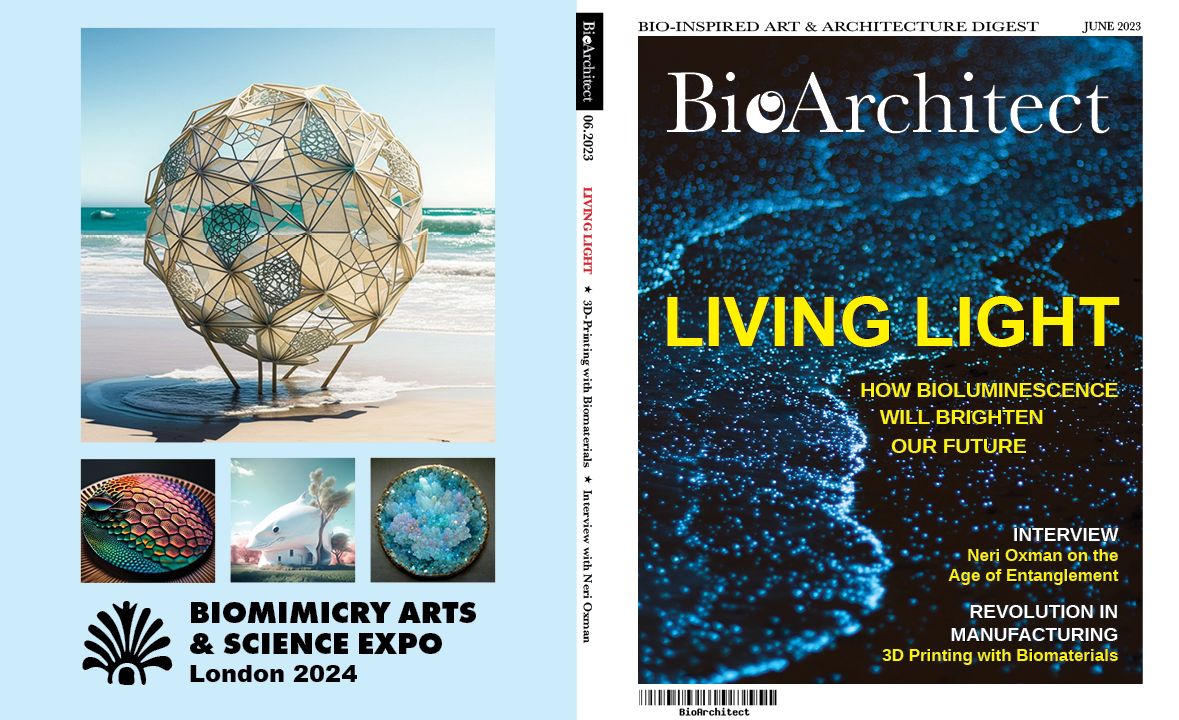 BIOMIMICRY ARTS
& SCIENCE EXPO
London 2024
BioArchitect 06.2023 LIVING LIGHT ★ 3D-Printing with Biomaterials ★ Interview with Neri Oxman
BIO-INSPIRED ART & ARCHITECTURE DIGEST JUNE 2023
BioArchitect
LIVING LIGHT
HOW BIOLUMINESCENCE
WILL BRIGHTEN
OUR FUTURE
INTERVIEW
Neri Oxman on the
Age of Entanglement
REVOLUTION IN
MANUFACTURING
3D Printing with Biomaterials
BioArchitect